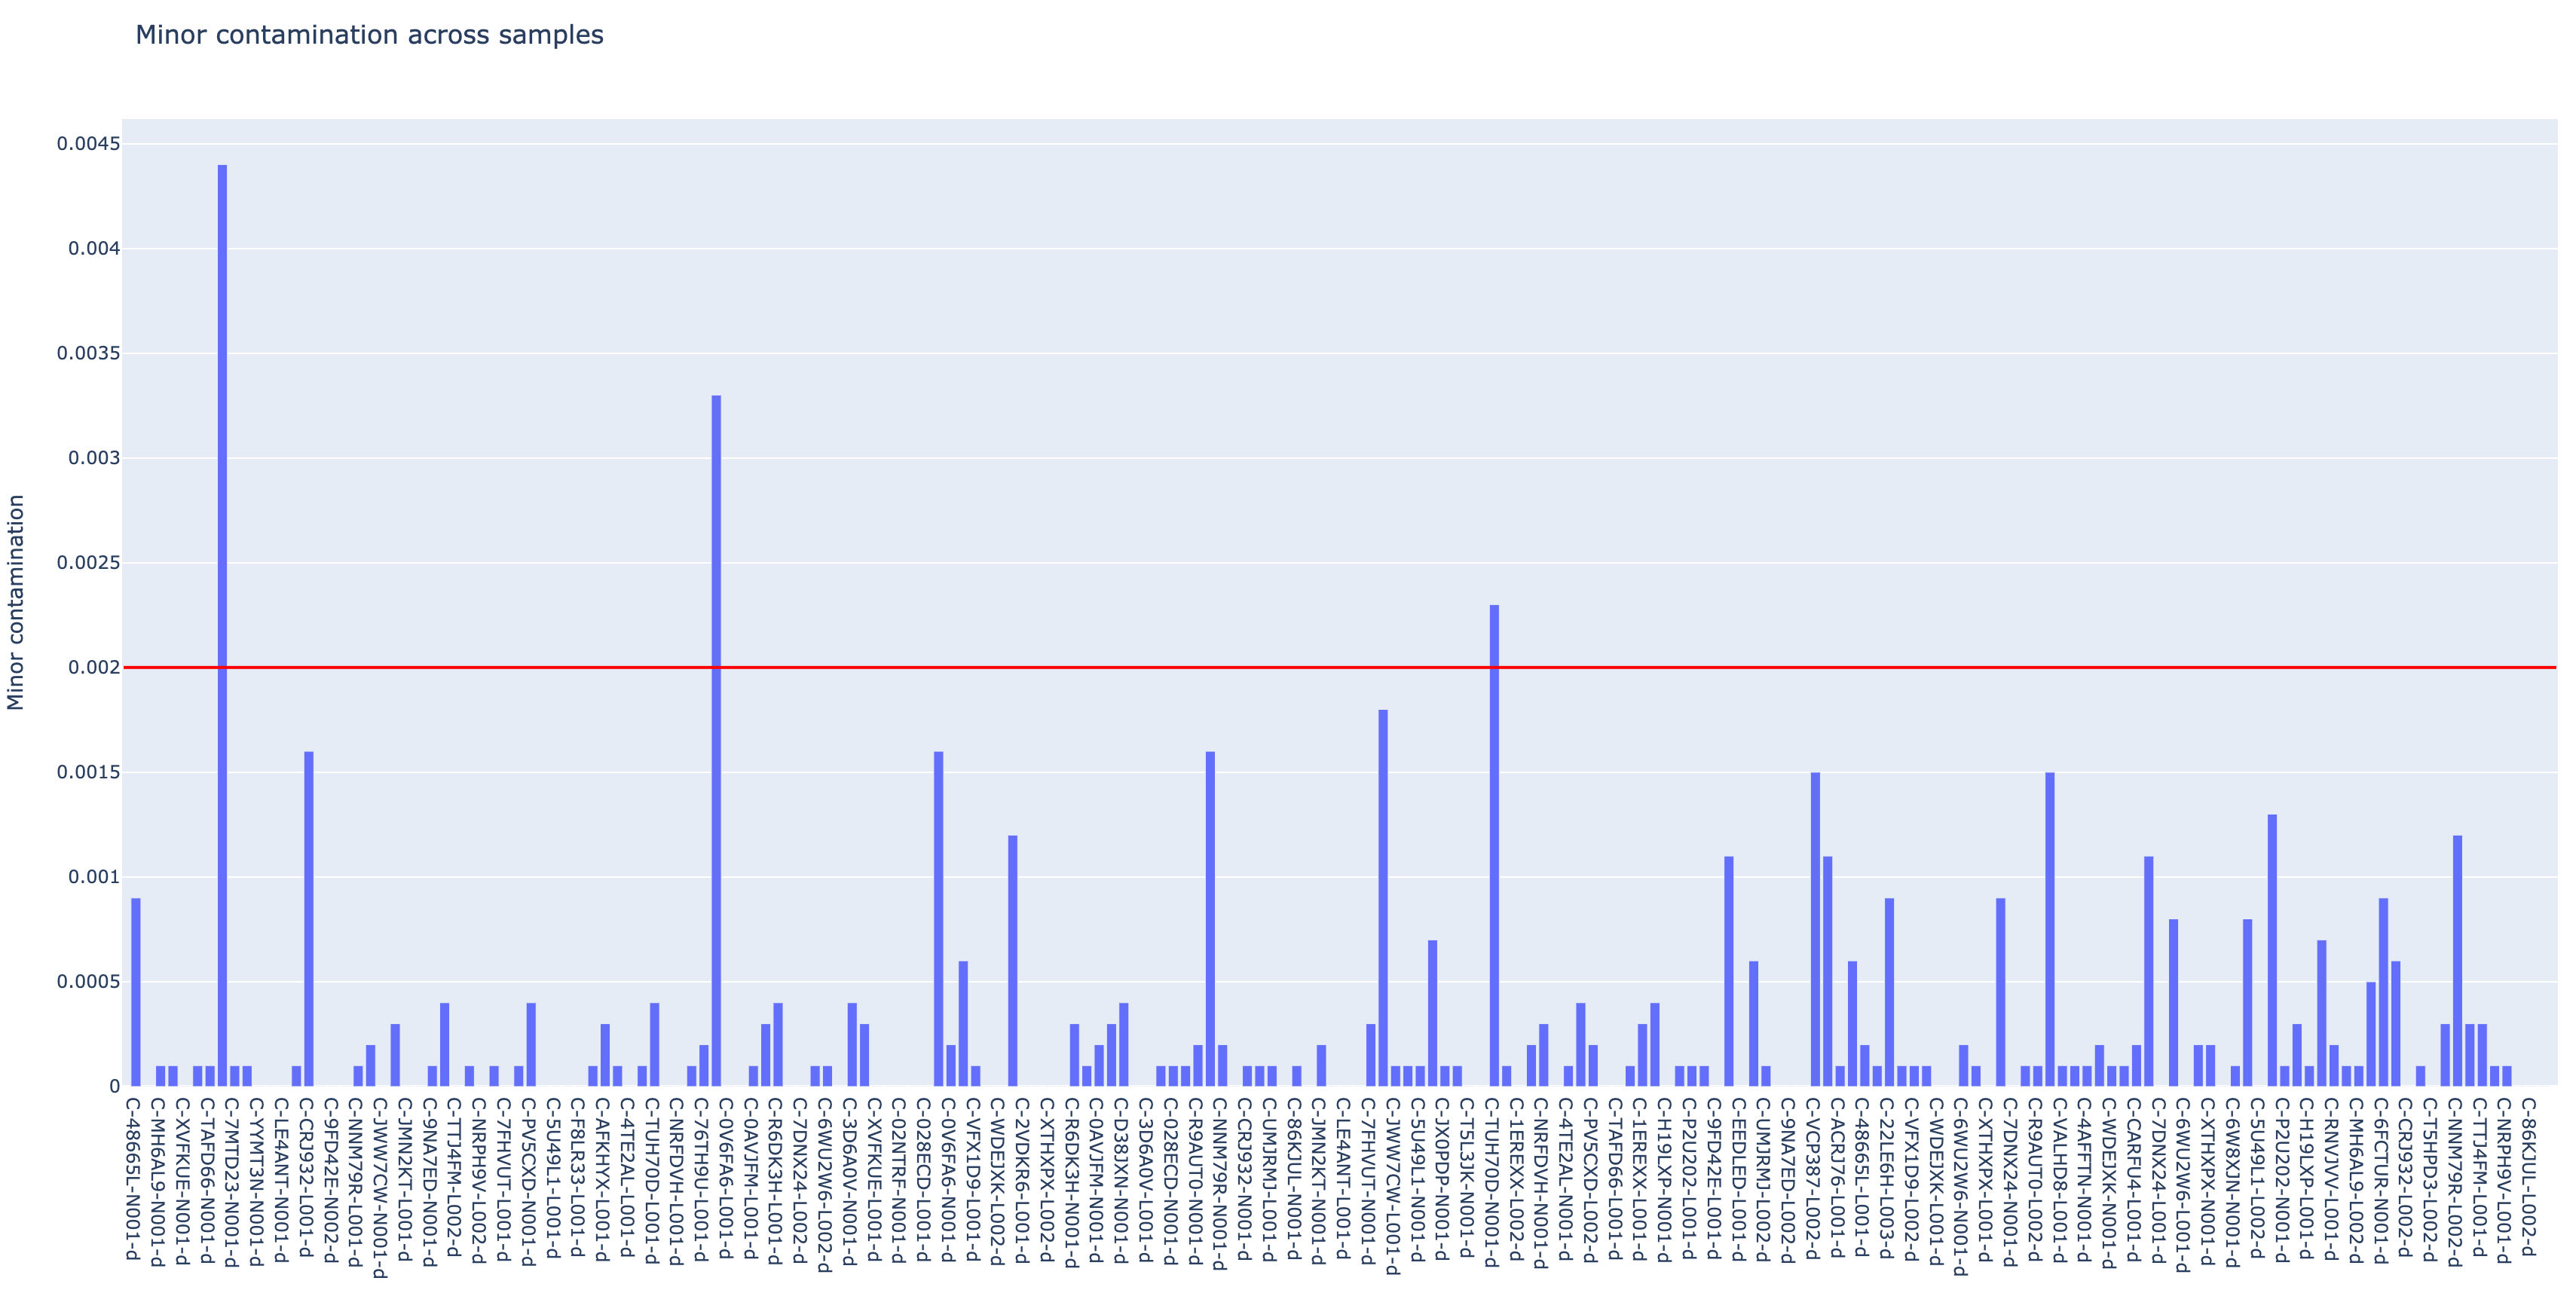 Minor contamination across samples
0.0045
0.004
0.0035
0.003
0.0025
0.002
0.0015
0.001
0.0005
0
Minor contamination
C-48665L-N001-d
C-MH6AL9-N001-d
C-XVFKUE-N001-d
C-TAFD66-N001-d
C-7MTD23-N001-d
C-YYMT3N-N001-d
C-LE4ANT-N001-d
C-CRJ932-L001-d
C-9FD42E-N002-d
C-NNM79R-L001-d
C-JWW7CW-N001-d
C-JMN2KT-L001-d
C-9NA7ED-N001-d
C-TTJ4FM-L002-d
C-NRPH9V-L002-d
C-7FHVUT-L001-d
C-PV5CXD-N001-d
C-5U49L1-L001-d
C-F8LR33-L001-d
C-AFKHYX-L001-d
C-4TE2AL-L001-d
C-TUH70D-L001-d
C-NRFDVH-L001-d
C-76TH9U-L001-d
C-0V6FA6-L001-d
C-0AVJFM-L001-d
C-R6DK3H-L001-d
C-7DNX24-L002-d
C-6WU2W6-L002-d
C-3D6A0V-N001-d
C-XVFKUE-L001-d
C-02NTRF-N001-d
C-028ECD-L001-d
C-0V6FA6-N001-d
C-VFX1D9-L001-d
C-WDEJXK-L002-d
C-2VDKR6-L001-d
C-XTHXPX-L002-d
C-R6DK3H-N001-d
C-0AVJFM-N001-d
C-D38JXN-N001-d
C-3D6A0V-L001-d
C-028ECD-N001-d
C-R9AUT0-N001-d
C-NNM79R-N001-d
C-CRJ932-N001-d
C-UMJRMJ-L001-d
C-86KJUL-N001-d
C-JMN2KT-N001-d
C-LE4ANT-L001-d
C-7FHVUT-N001-d
C-JWW7CW-L001-d
C-5U49L1-N001-d
C-JX0PDP-N001-d
C-T5L3JK-N001-d
C-TUH70D-N001-d
C-1EREXX-L002-d
C-NRFDVH-N001-d
C-4TE2AL-N001-d
C-PV5CXD-L002-d
C-TAFD66-L001-d
C-1EREXX-L001-d
C-H19LXP-N001-d
C-P2U202-L001-d
C-9FD42E-L001-d
C-EEDLED-L001-d
C-UMJRMJ-L002-d
C-9NA7ED-L002-d
C-VCP387-L002-d
C-ACRJ76-L001-d
C-48665L-L001-d
C-22LE6H-L003-d
C-VFX1D9-L002-d
C-WDEJXK-L001-d
C-6WU2W6-N001-d
C-XTHXPX-L001-d
C-7DNX24-N001-d
C-R9AUT0-L002-d
C-VALHD8-L001-d
C-4AFFTN-N001-d
C-WDEJXK-N001-d
C-CARFU4-L001-d
C-7DNX24-L001-d
C-6WU2W6-L001-d
C-XTHXPX-N001-d
C-6W8XJN-N001-d
C-5U49L1-L002-d
C-P2U202-N001-d
C-H19LXP-L001-d
C-RNVJVV-L001-d
C-MH6AL9-L002-d
C-6FCTUR-N001-d
C-CRJ932-L002-d
C-T5HPD3-L002-d
C-NNM79R-L002-d
C-TTJ4FM-L001-d
C-NRPH9V-L001-d
C-86KJUL-L002-d